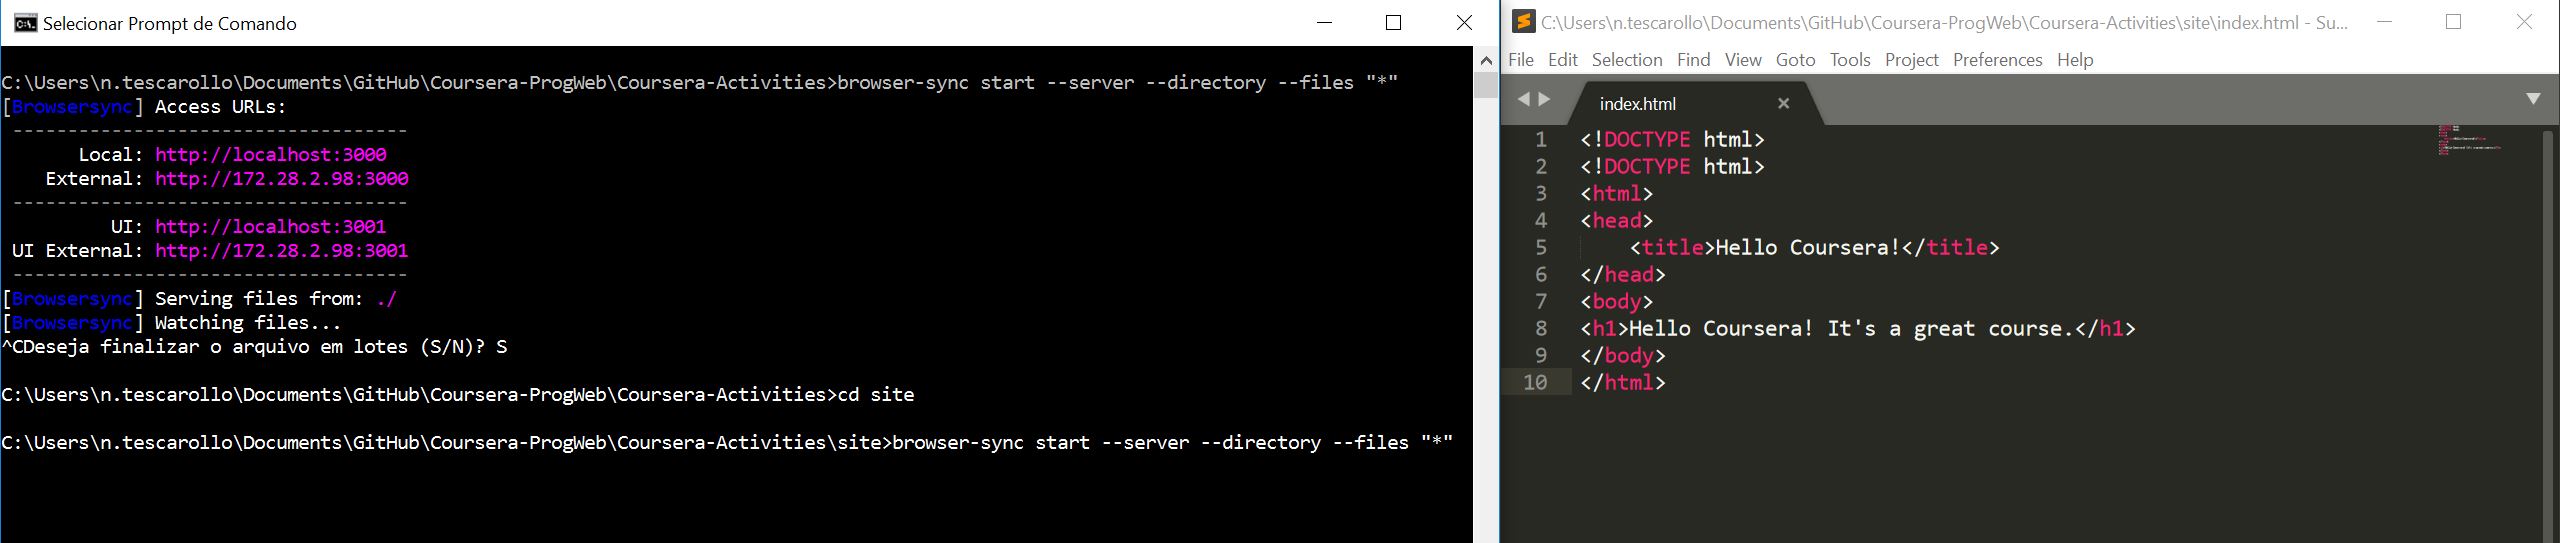 Selecionar Prompt de Comando
C:\Users\n.tescarollo\Documents\GitHub\Coursera-ProgWeb\Coursera-Activities>browser-sync start --server --directory --files "*"
[Browsersync] Access URLs:
------------------------------------
Local: http://localhost:3000
External: http://172.28.2.98:3000
------------------------------------
UI: http://localhost:3001
UI External: http://172.28.2.98:3001
------------------------------------
[Browsersync] Serving files from: ./
[Browsersync] Watching files...
^CDeseja finalizar o arquivo em lotes (S/N)? S
C:\Users\n.tescarollo\Documents\GitHub\Coursera-ProgWeb\Coursera-Activities>cd site
C:\Users\n.tescarollo\Documents\GitHub\Coursera-ProgWeb\Coursera-Activities\site>browser-sync start --server --directory --files "*"
C:\Users\n.tescarollo\Documents\GitHub\Coursera-ProgWeb\Coursera-Activities\site\index.html - Su...
File Edit Selection Find View Goto Tools Project Preferences Help
index.html
1 <!DOCTYPE html>
2 <!DOCTYPE html>
3 <html>
4 <head>
5 <title>Hello Coursera!</title>
6 </head>
7 <body>
8 <h1>Hello Coursera! It's a great course.</h1>
9 </body>
10 </html>